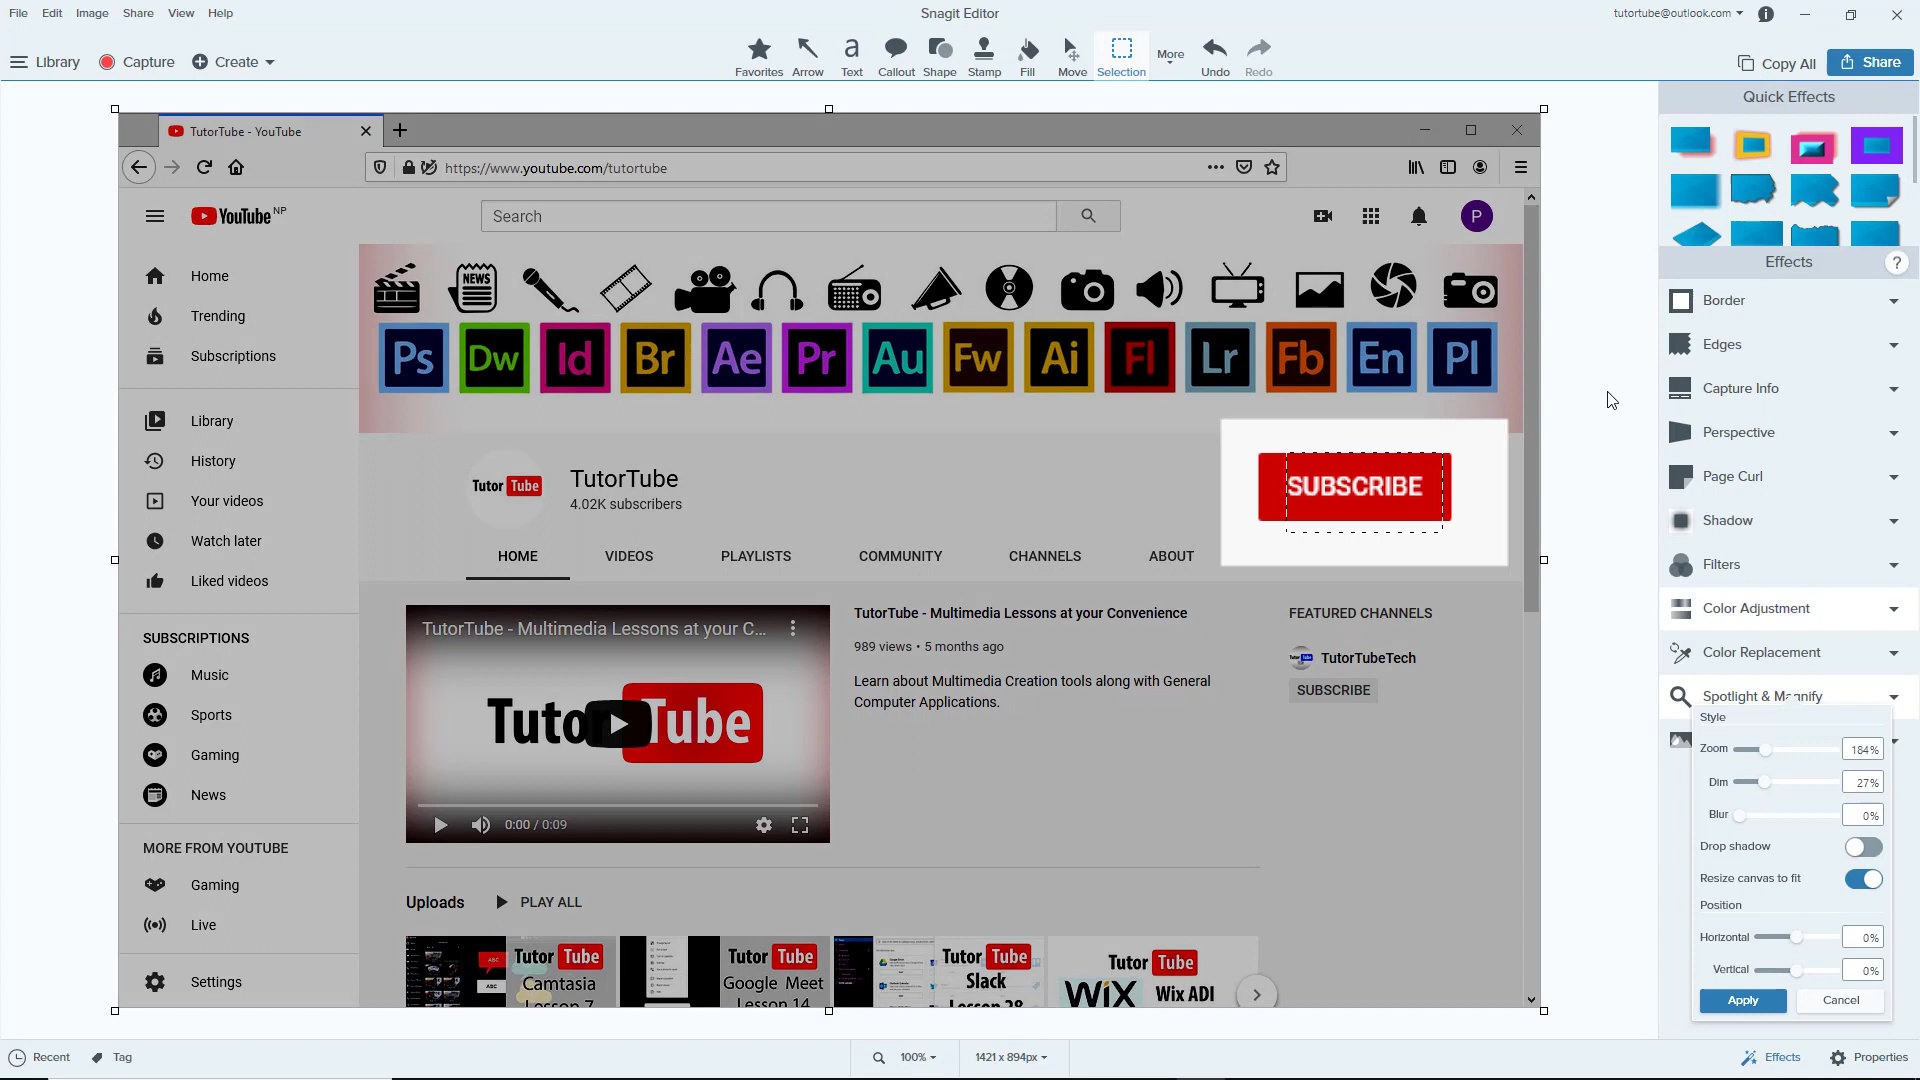 File Edit Image Share View Help
Snagit Editor
tutortube@outlook.com
Library Capture Create
Favorites Arrow Text Callout Shape Stamp Fill Move Selection More Undo Redo
Copy All Share
Quick Effects
TutorTube - YouTube
https://www.youtube.com/tutortube
YouTube NP
Search
P
Home
Trending
Subscriptions
Library
History
Your videos
Watch later
Liked videos
SUBSCRIPTIONS
Music
Sports
Gaming
News
MORE FROM YOUTUBE
Gaming
Live
Settings
NEWS
Ps Dw Id Br Ae Pr Au Fw Ai Fl Lr Fb En Pl
Tutor Tube
TutorTube
4.02K subscribers
SUBSCRIBE
HOME VIDEOS PLAYLISTS COMMUNITY CHANNELS ABOUT
TutorTube - Multimedia Lessons at your C...
Tutor Tube
0:00 / 0:09
TutorTube - Multimedia Lessons at your Convenience
989 views • 5 months ago
Learn about Multimedia Creation tools along with General
Computer Applications.
FEATURED CHANNELS
TutorTubeTech
SUBSCRIBE
Uploads PLAY ALL
ABC
ABC
Tutor Tube
Camtasia
Lesson 7
Tutor Tube
Google Meet
Lesson 14
Tutor Tube
Slack
Lesson 28
Tutor Tube
WiX Wix ADI
Effects
?
Border
Edges
Capture Info
Perspective
Page Curl
Shadow
Filters
Color Adjustment
Color Replacement
Spotlight & Magnify
Style
Zoom 184%
Dim 27%
Blur 0%
Drop shadow
Resize canvas to fit
Position
Horizontal 0%
Vertical 0%
Apply Cancel
Recent Tag
100%
1421 x 894px
Effects Properties